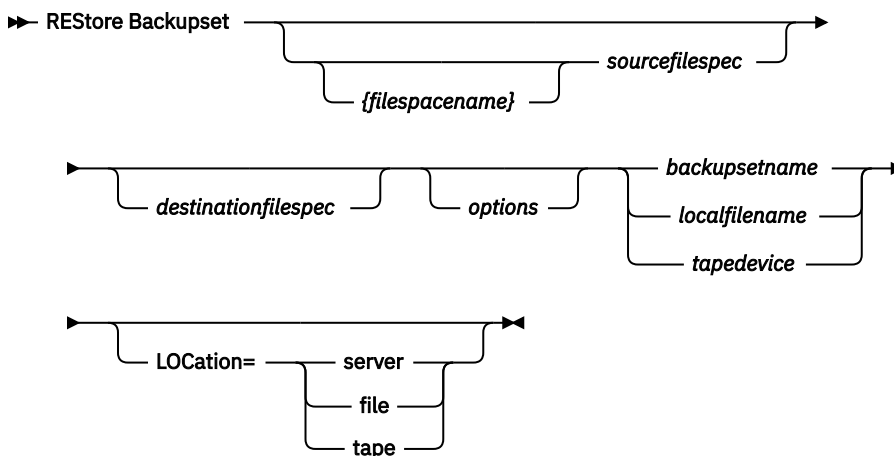 REStore Backupset
sourcefilespec
{filespacename}
destinationfilespec
options
backupsetname
localfilename
tapedevice
LOCation=
server
file
tape